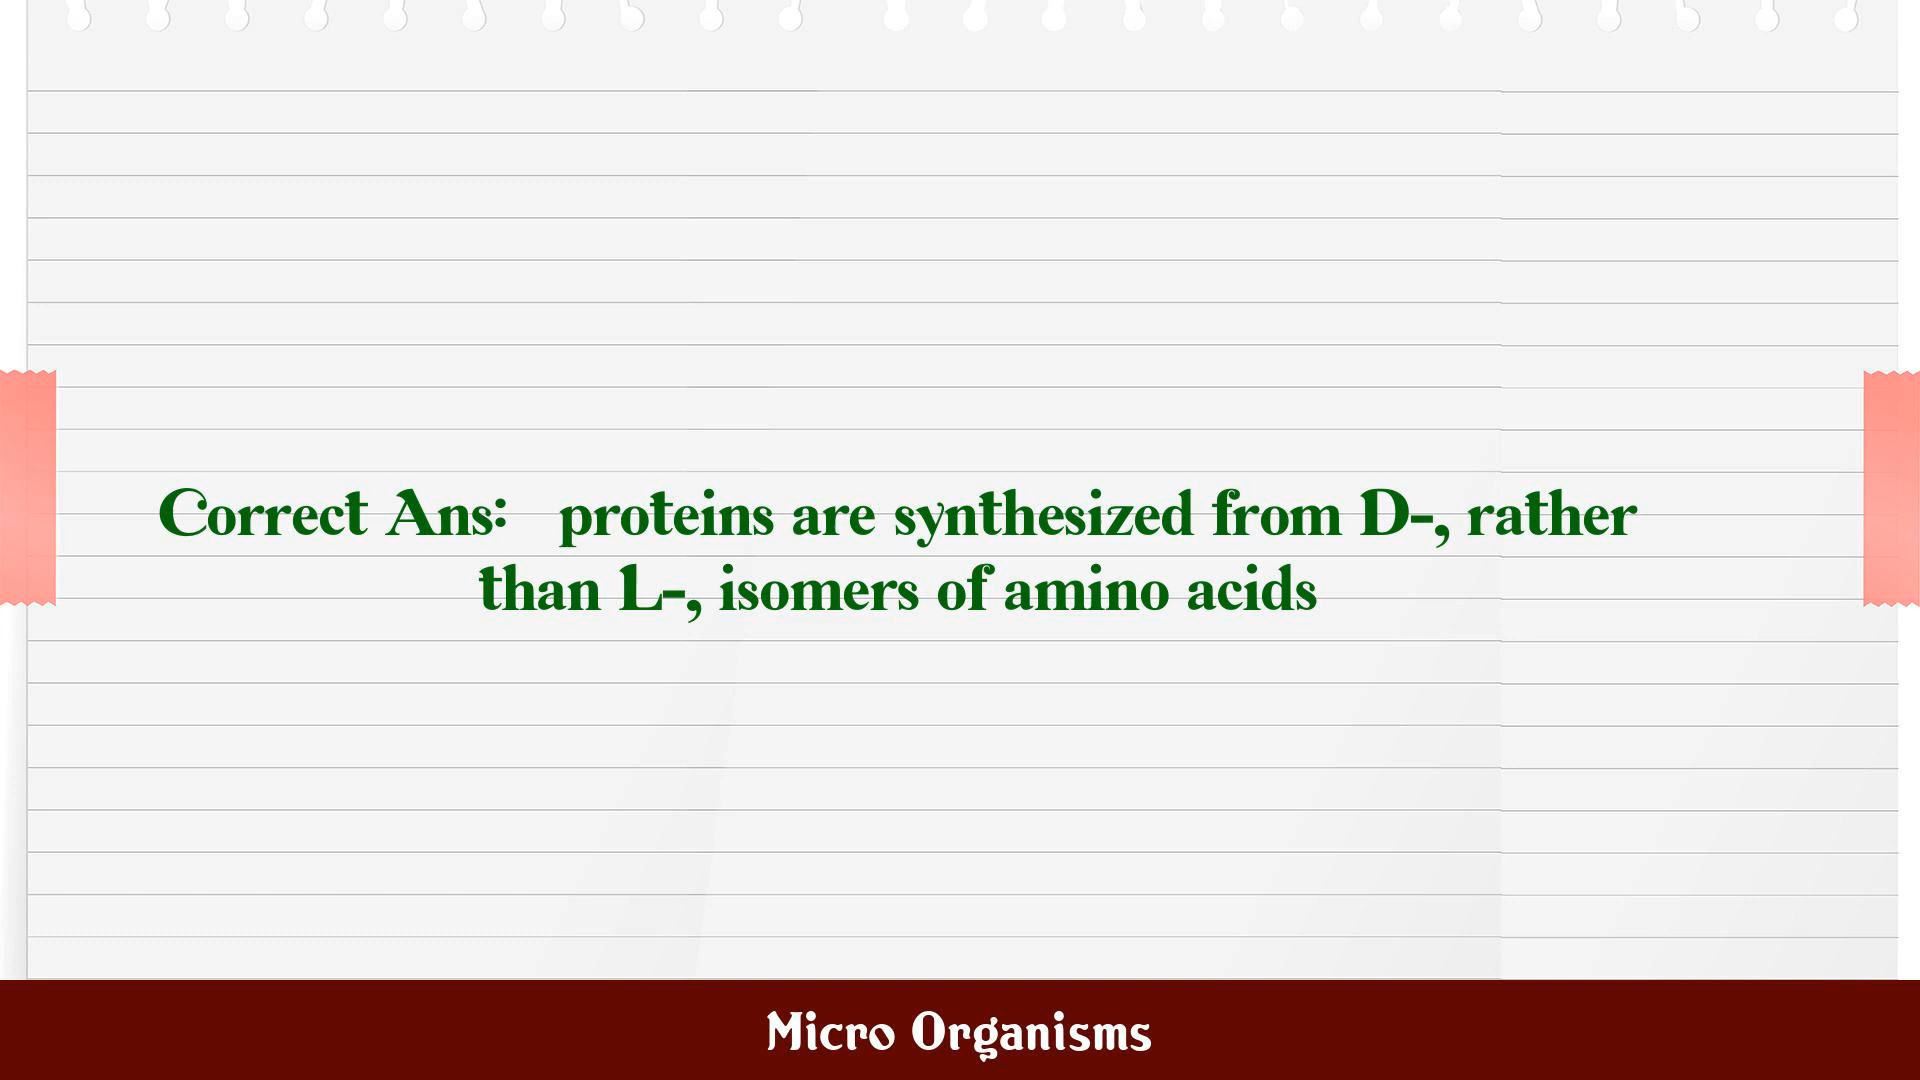 Correct Ans: proteins are synthesized from D-, rather
than L-, isomers of amino acids
Micro Organisms